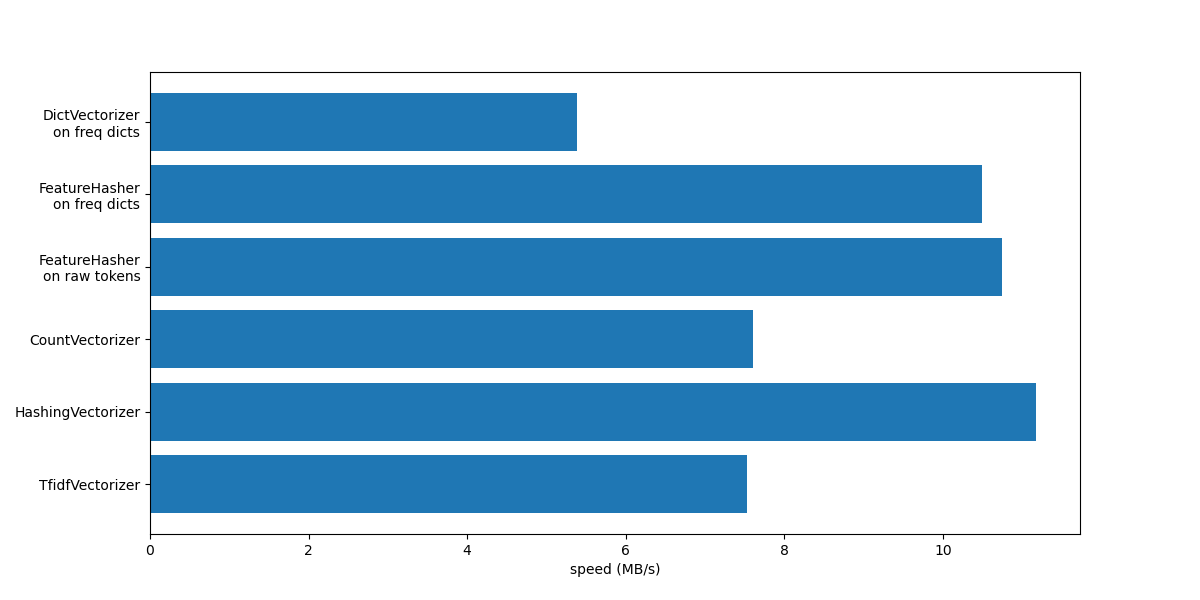 DictVectorizer
on freq dicts
FeatureHasher
on freq dicts
FeatureHasher
on raw tokens
CountVectorizer
HashingVectorizer
TfidfVectorizer
0 2 4 6 8 10
speed (MB/s)